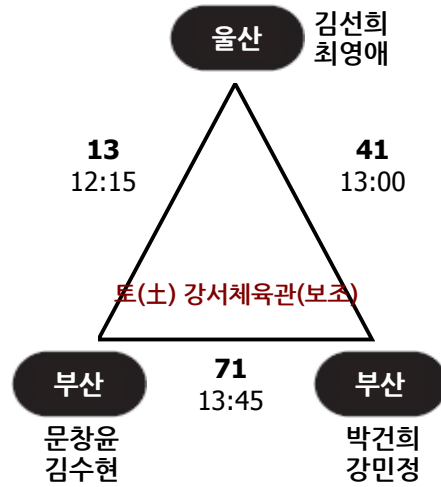 울산
김선희
최영애
13
12:15
41
13:00
토(土) 강서체육관(보조)
71
13:45
부산
문창윤
김수현
부산
박건희
강민정